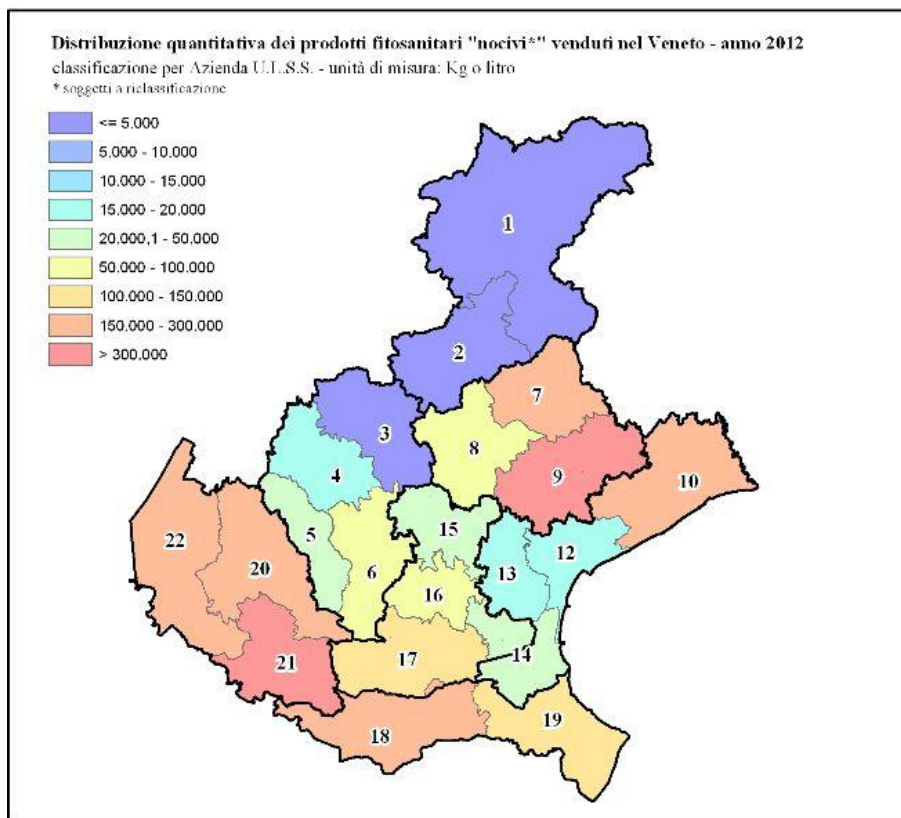 Distribuzione quantitativa dei prodotti fitosanitari "nocivi*" venduti nel Veneto - anno 2012
classificazione per Azienda U.L.S.S. - unità di misura: Kg o litro
* soggetti a riclassificazione
<= 5.000
5.000 - 10.000
10.000 - 15.000
15.000 - 20.000
20.000,1 - 50.000
50.000 - 100.000
100.000 - 150.000
150.000 - 300.000
> 300.000
1
2
7
3
8
4
9
10
15
5
22
12
20
6
13
16
14
17
21
19
18